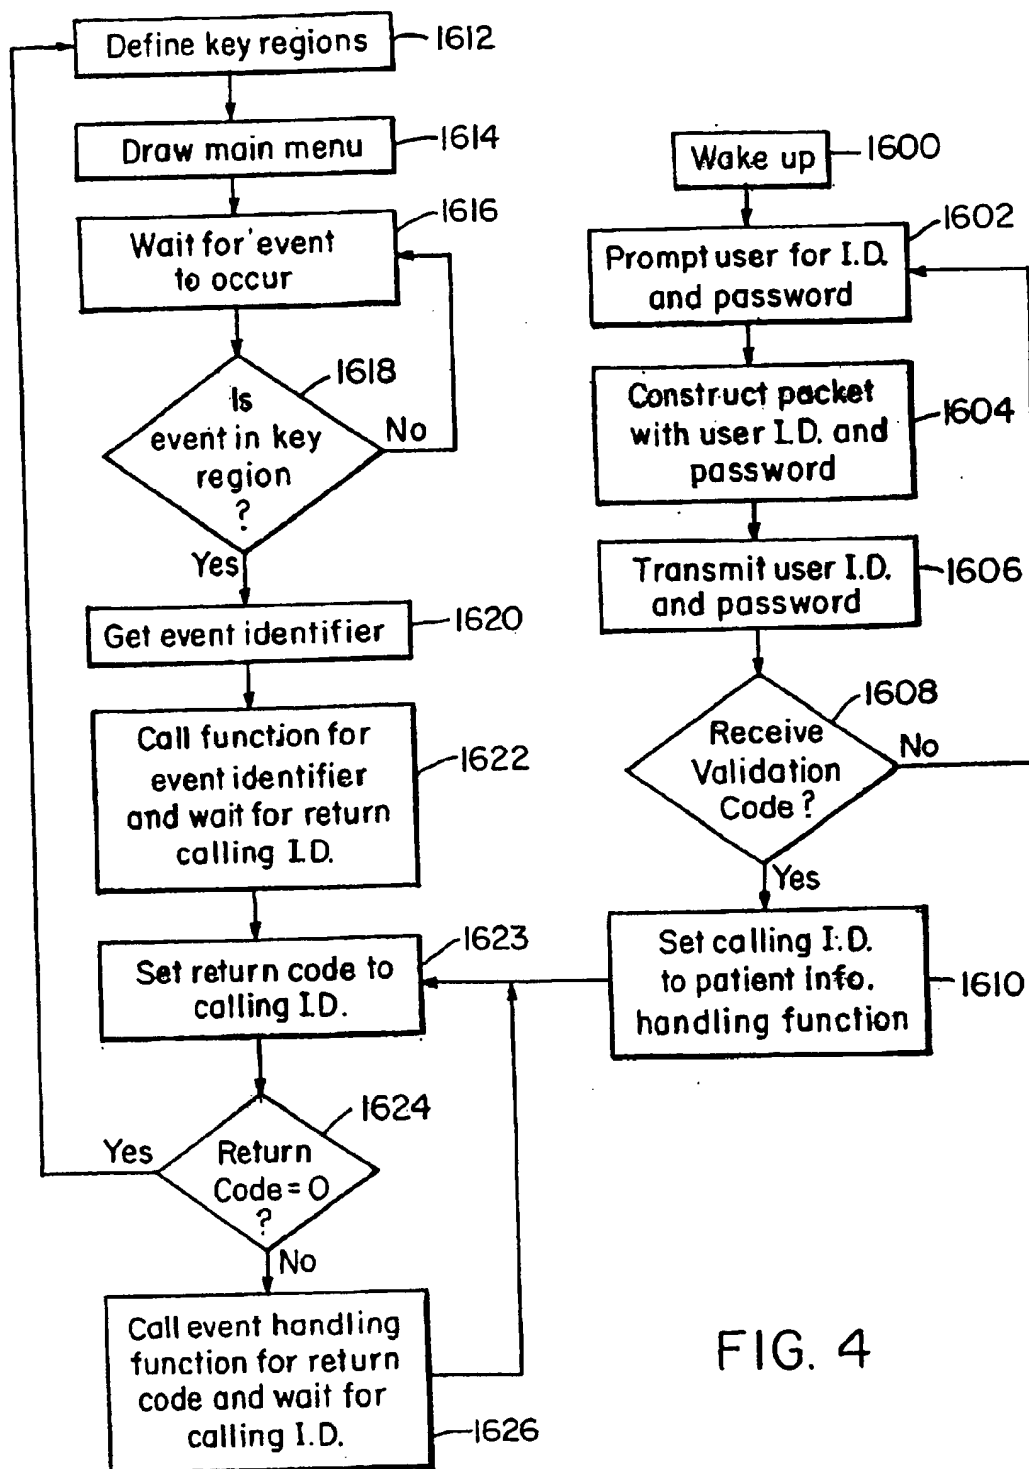 Define key regions
1612
Draw main menu
1614
Wait for event
to occur
1616
Is
event in key
region
?
1618
No
Yes
Get event identifier
1620
Call function for
event identifier
and wait for return
calling I.D.
1622
Set return code to
calling I.D.
1623
Return
Code = 0
?
1624
Yes
No
Call event handling
function for return
code and wait for
calling I.D.
1626
Wake up
1600
Prompt user for I.D.
and password
1602
Construct packet
with user I.D. and
password
1604
Transmit user I.D.
and password
1606
Receive
Validation
Code?
1608
No
Yes
Set calling I.D.
to patient info.
handling function
1610
FIG. 4